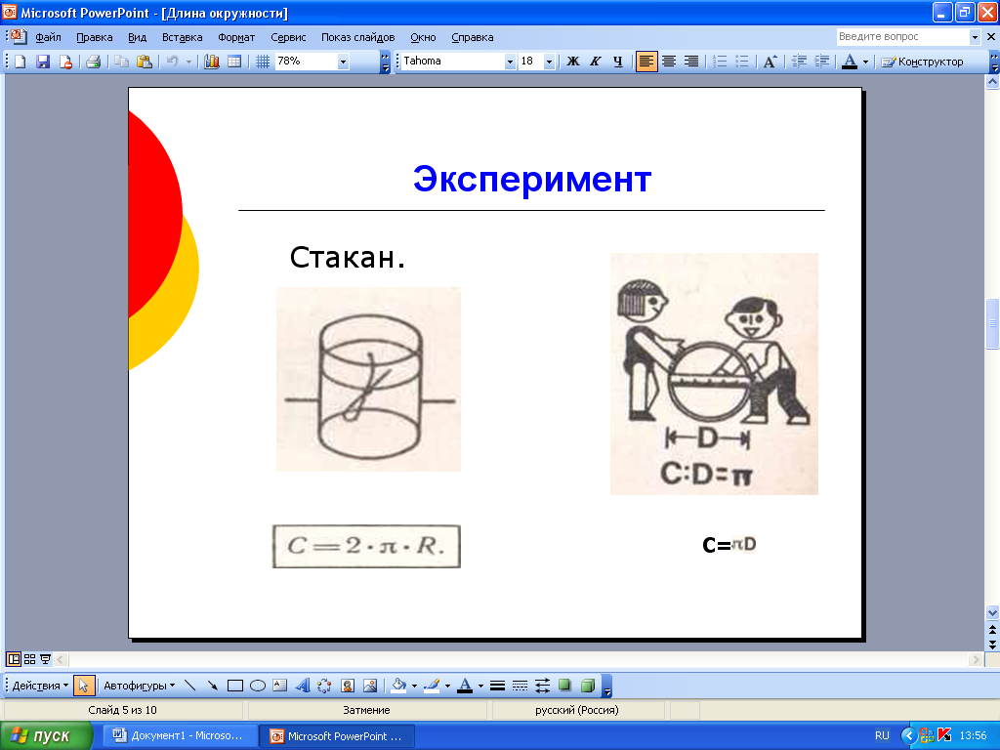 Microsoft PowerPoint - [Длина окружности]
Файл Правка Вид Вставка Формат Сервис Показ слайдов Окно Справка Введите вопрос
78% Tahoma 18 Ж К Ч Конструктор
Эксперимент
Стакан.
D
C:D=π
C=2·π·R.
C=πD
Действия Автофигуры
Слайд 5 из 10 Затмение русский (Россия)
пуск Документ1 - Microso... Microsoft PowerPoint ... RU 13:56